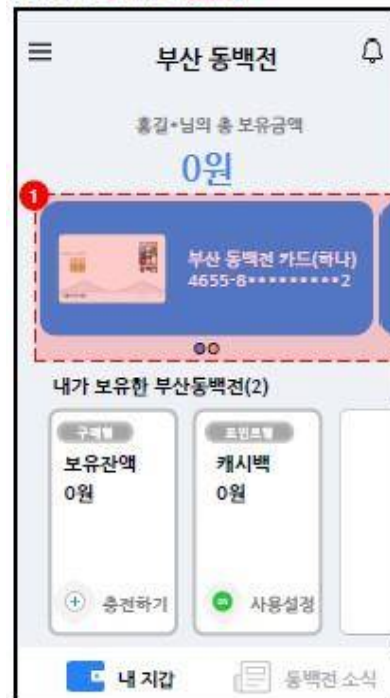 부산 동백전
홍길*님의 총 보유금액
0원
1
부산 동백전 카드(하나)
4655-8*********2
내가 보유한 부산동백전(2)
구매형 포인트형
보유잔액 캐시백
0원 0원
충전하기 사용설정
내 지갑 동백전 소식